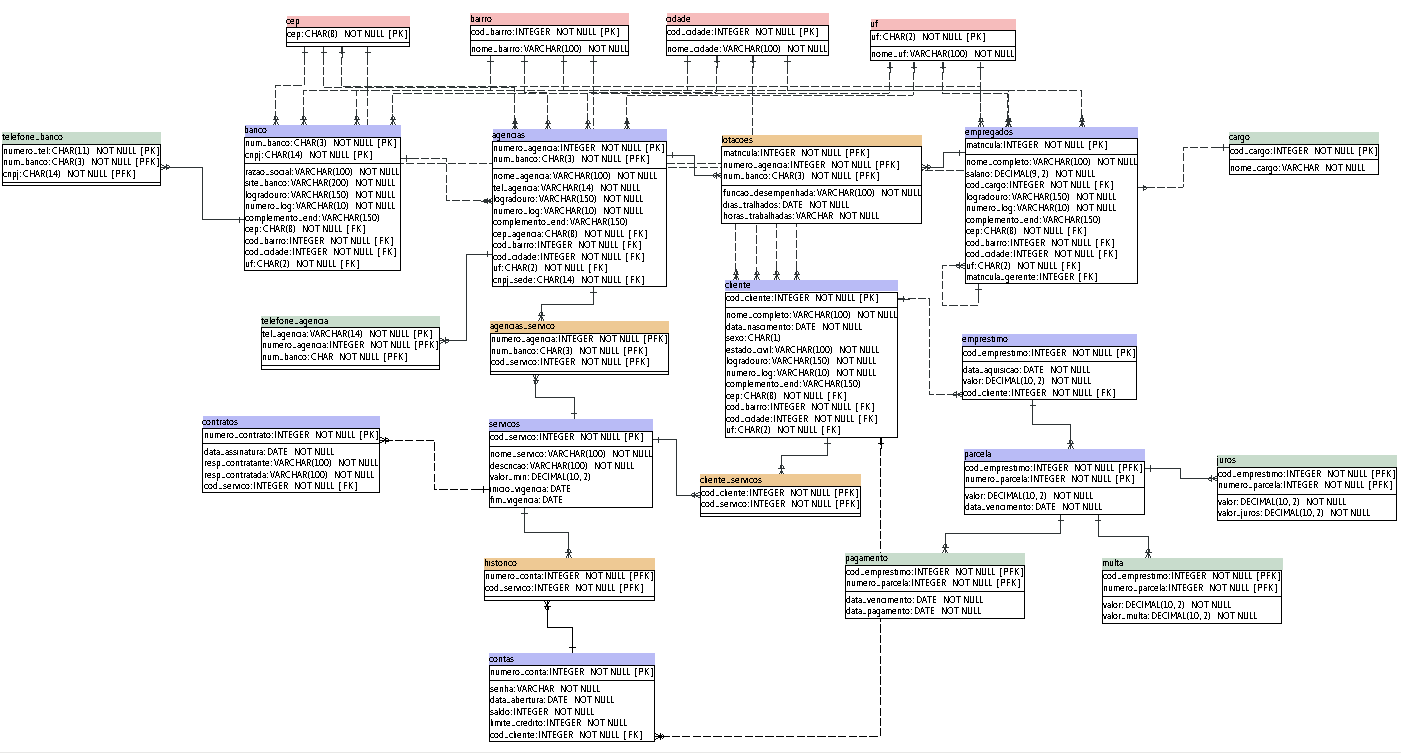 cep
cep: CHAR(8) NOT NULL [PK]
bairro
cod_bairro: INTEGER NOT NULL [PK]
nome_bairro: VARCHAR(100) NOT NULL
cidade
cod_cidade: INTEGER NOT NULL [PK]
nome_cidade: VARCHAR(100) NOT NULL
uf
uf: CHAR(2) NOT NULL [PK]
nome_uf: VARCHAR(100) NOT NULL
telefone_banco
numero_tel: CHAR(11) NOT NULL [PK]
num_banco: CHAR(3) NOT NULL [PFK]
cnpj: CHAR(14) NOT NULL [PFK]
banco
num_banco: CHAR(3) NOT NULL [PK]
cnpj: CHAR(14) NOT NULL [PK]
razao_social: VARCHAR(100) NOT NULL
site_banco: VARCHAR(200) NOT NULL
logradouro: VARCHAR(150) NOT NULL
numero_log: VARCHAR(10) NOT NULL
complemento_end: VARCHAR(150)
cep: CHAR(8) NOT NULL [FK]
cod_bairro: INTEGER NOT NULL [FK]
cod_cidade: INTEGER NOT NULL [FK]
uf: CHAR(2) NOT NULL [FK]
agencias
numero_agencia: INTEGER NOT NULL [PK]
num_banco: CHAR(3) NOT NULL [PFK]
nome_agencia: VARCHAR(100) NOT NULL
tel_agencia: VARCHAR(14) NOT NULL
logradouro: VARCHAR(150) NOT NULL
numero_log: VARCHAR(10) NOT NULL
complemento_end: VARCHAR(150)
cep_agencia: CHAR(8) NOT NULL [FK]
cod_bairro: INTEGER NOT NULL [FK]
cod_cidade: INTEGER NOT NULL [FK]
uf: CHAR(2) NOT NULL [FK]
cnpj_sede: CHAR(14) NOT NULL [FK]
lotacoes
matricula: INTEGER NOT NULL [PFK]
numero_agencia: INTEGER NOT NULL [PFK]
num_banco: CHAR(3) NOT NULL [PFK]
funcao_desempenhada: VARCHAR(100) NOT NULL
dias_tralhados: DATE NOT NULL
horas_trabalhadas: VARCHAR NOT NULL
empregados
matricula: INTEGER NOT NULL [PK]
nome_completo: VARCHAR(100) NOT NULL
salario: DECIMAL(9, 2) NOT NULL
cod_cargo: INTEGER NOT NULL [FK]
logradouro: VARCHAR(150) NOT NULL
numero_log: VARCHAR(10) NOT NULL
complemento_end: VARCHAR(150)
cep: CHAR(8) NOT NULL [FK]
cod_bairro: INTEGER NOT NULL [FK]
cod_cidade: INTEGER NOT NULL [FK]
uf: CHAR(2) NOT NULL [FK]
matricula_gerente: INTEGER [FK]
cargo
cod_cargo: INTEGER NOT NULL [PK]
nome_cargo: VARCHAR NOT NULL
telefone_agencia
tel_agencia: VARCHAR(14) NOT NULL [PK]
numero_agencia: INTEGER NOT NULL [PFK]
num_banco: CHAR NOT NULL [PFK]
agencias_servico
numero_agencia: INTEGER NOT NULL [PFK]
num_banco: CHAR(3) NOT NULL [PFK]
cod_servico: INTEGER NOT NULL [PFK]
cliente
cod_cliente: INTEGER NOT NULL [PK]
nome_completo: VARCHAR(100) NOT NULL
data_nascimento: DATE NOT NULL
sexo: CHAR(1)
estado_civil: VARCHAR(100) NOT NULL
logradouro: VARCHAR(150) NOT NULL
numero_log: VARCHAR(10) NOT NULL
complemento_end: VARCHAR(150)
cep: CHAR(8) NOT NULL [FK]
cod_bairro: INTEGER NOT NULL [FK]
cod_cidade: INTEGER NOT NULL [FK]
uf: CHAR(2) NOT NULL [FK]
emprestimo
cod_emprestimo: INTEGER NOT NULL [PK]
data_aquisicao: DATE NOT NULL
valor: DECIMAL(10, 2) NOT NULL
cod_cliente: INTEGER NOT NULL [FK]
contratos
numero_contrato: INTEGER NOT NULL [PK]
data_assinatura: DATE NOT NULL
resp_contratante: VARCHAR(100) NOT NULL
resp_contratada: VARCHAR(100) NOT NULL
cod_servico: INTEGER NOT NULL [FK]
servicos
cod_servico: INTEGER NOT NULL [PK]
nome_servico: VARCHAR(100) NOT NULL
descricao: VARCHAR(100) NOT NULL
valor_min: DECIMAL(10, 2)
inicio_vigencia: DATE
fim_vigencia: DATE
cliente_servicos
cod_cliente: INTEGER NOT NULL [PFK]
cod_servico: INTEGER NOT NULL [PFK]
parcela
cod_emprestimo: INTEGER NOT NULL [PFK]
numero_parcela: INTEGER NOT NULL [PK]
valor: DECIMAL(10, 2) NOT NULL
data_vencimento: DATE NOT NULL
juros
cod_emprestimo: INTEGER NOT NULL [PFK]
numero_parcela: INTEGER NOT NULL [PFK]
valor: DECIMAL(10, 2) NOT NULL
valor_juros: DECIMAL(10, 2) NOT NULL
historico
numero_conta: INTEGER NOT NULL [PFK]
cod_servico: INTEGER NOT NULL [PFK]
pagamento
cod_emprestimo: INTEGER NOT NULL [PFK]
numero_parcela: INTEGER NOT NULL [PFK]
data_vencimento: DATE NOT NULL
data_pagamento: DATE NOT NULL
multa
cod_emprestimo: INTEGER NOT NULL [PFK]
numero_parcela: INTEGER NOT NULL [PFK]
valor: DECIMAL(10, 2) NOT NULL
valor_multa: DECIMAL(10, 2) NOT NULL
contas
numero_conta: INTEGER NOT NULL [PK]
senha: VARCHAR NOT NULL
data_abertura: DATE NOT NULL
saldo: INTEGER NOT NULL
limite_credito: INTEGER NOT NULL
cod_cliente: INTEGER NOT NULL [FK]